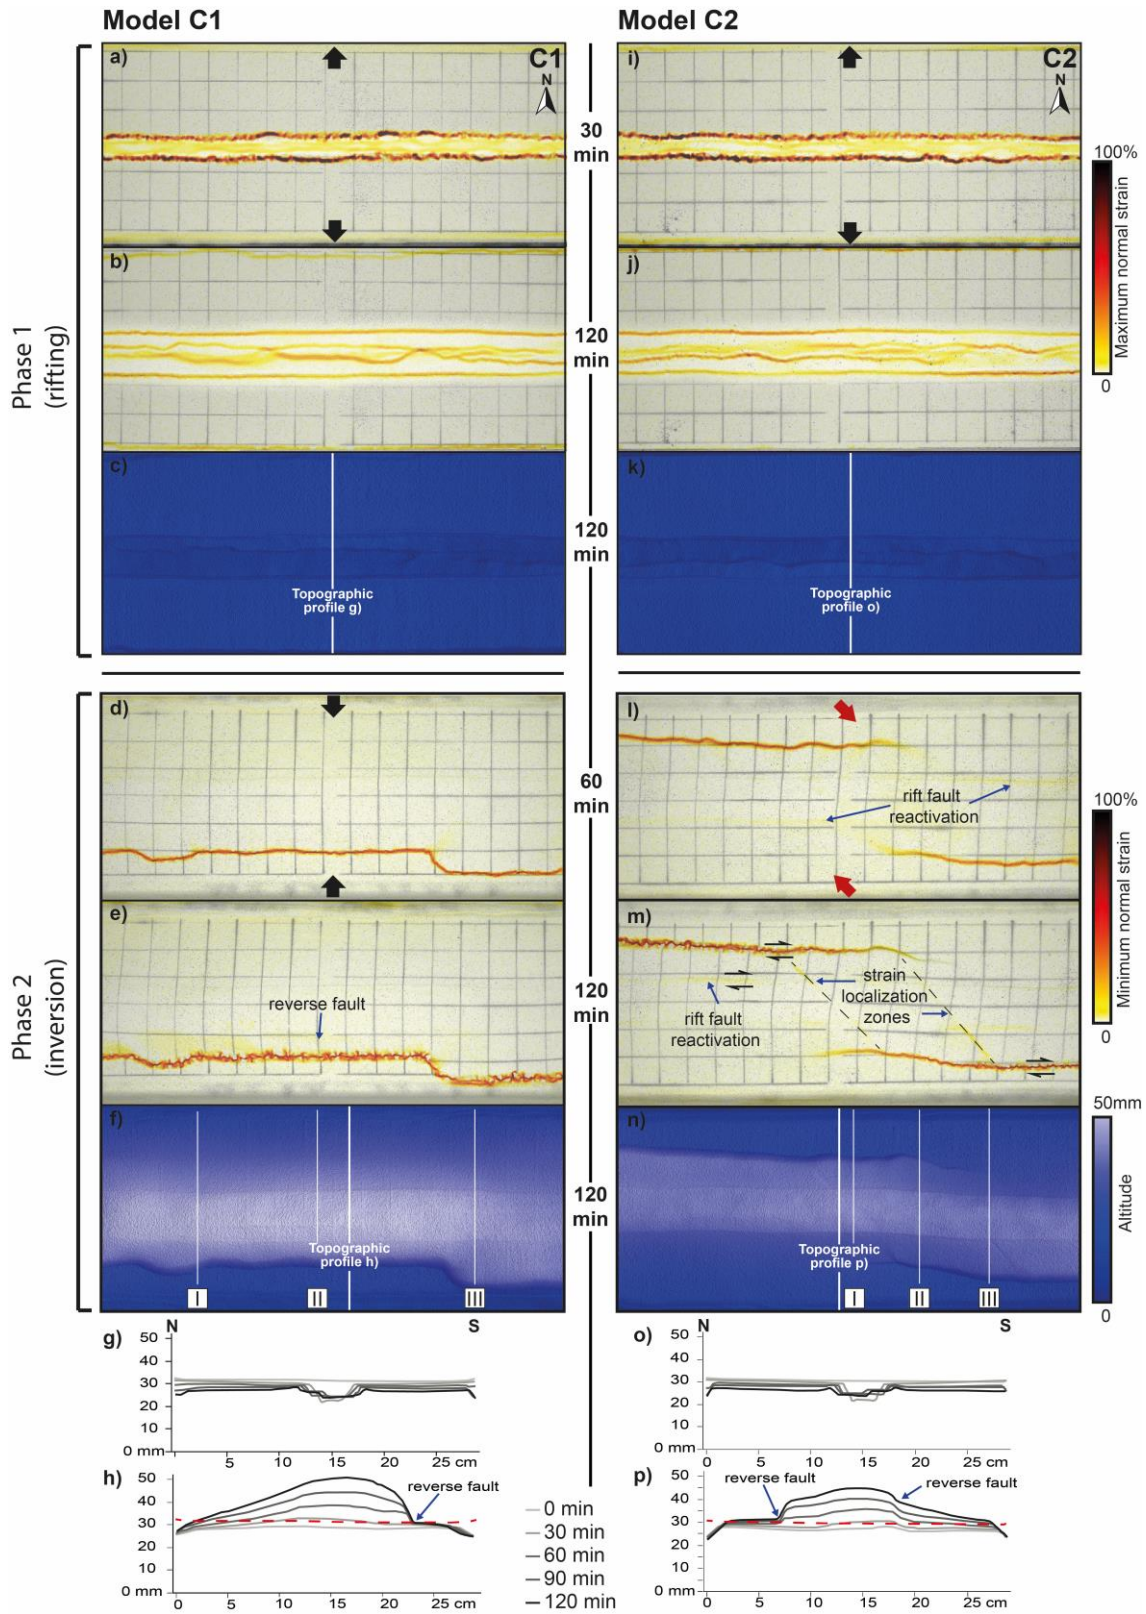 Model C1
Model C2
Phase 1
(rifting)
a)
C1
N
30
min
i)
C2
N
100%
Maximum normal strain
0
b)
120
min
j)
c)
Topographic
profile g)
120
min
k)
Topographic
profile o)
Phase 2
(inversion)
d)
60
min
l)
rift fault
reactivation
100%
Minimum normal strain
0
e)
reverse fault
120
min
m)
strain
localization
zones
rift fault
reactivation
f)
Topographic
profile h)
I
II
III
120
min
n)
Topographic
profile p)
I
II
III
50mm
Altitude
0
g)
N
S
50
40
30
20
10
0 mm
0 5 10 15 20 25 cm
o)
N
S
50
40
30
20
10
0 mm
0 5 10 15 20 25 cm
h)
50
40
30
20
10
0 mm
reverse fault
0 5 10 15 20 25 cm
0 min
30 min
60 min
90 min
120 min
p)
50
40
30
20
10
0 mm
reverse fault
reverse fault
0 5 10 15 20 25 cm